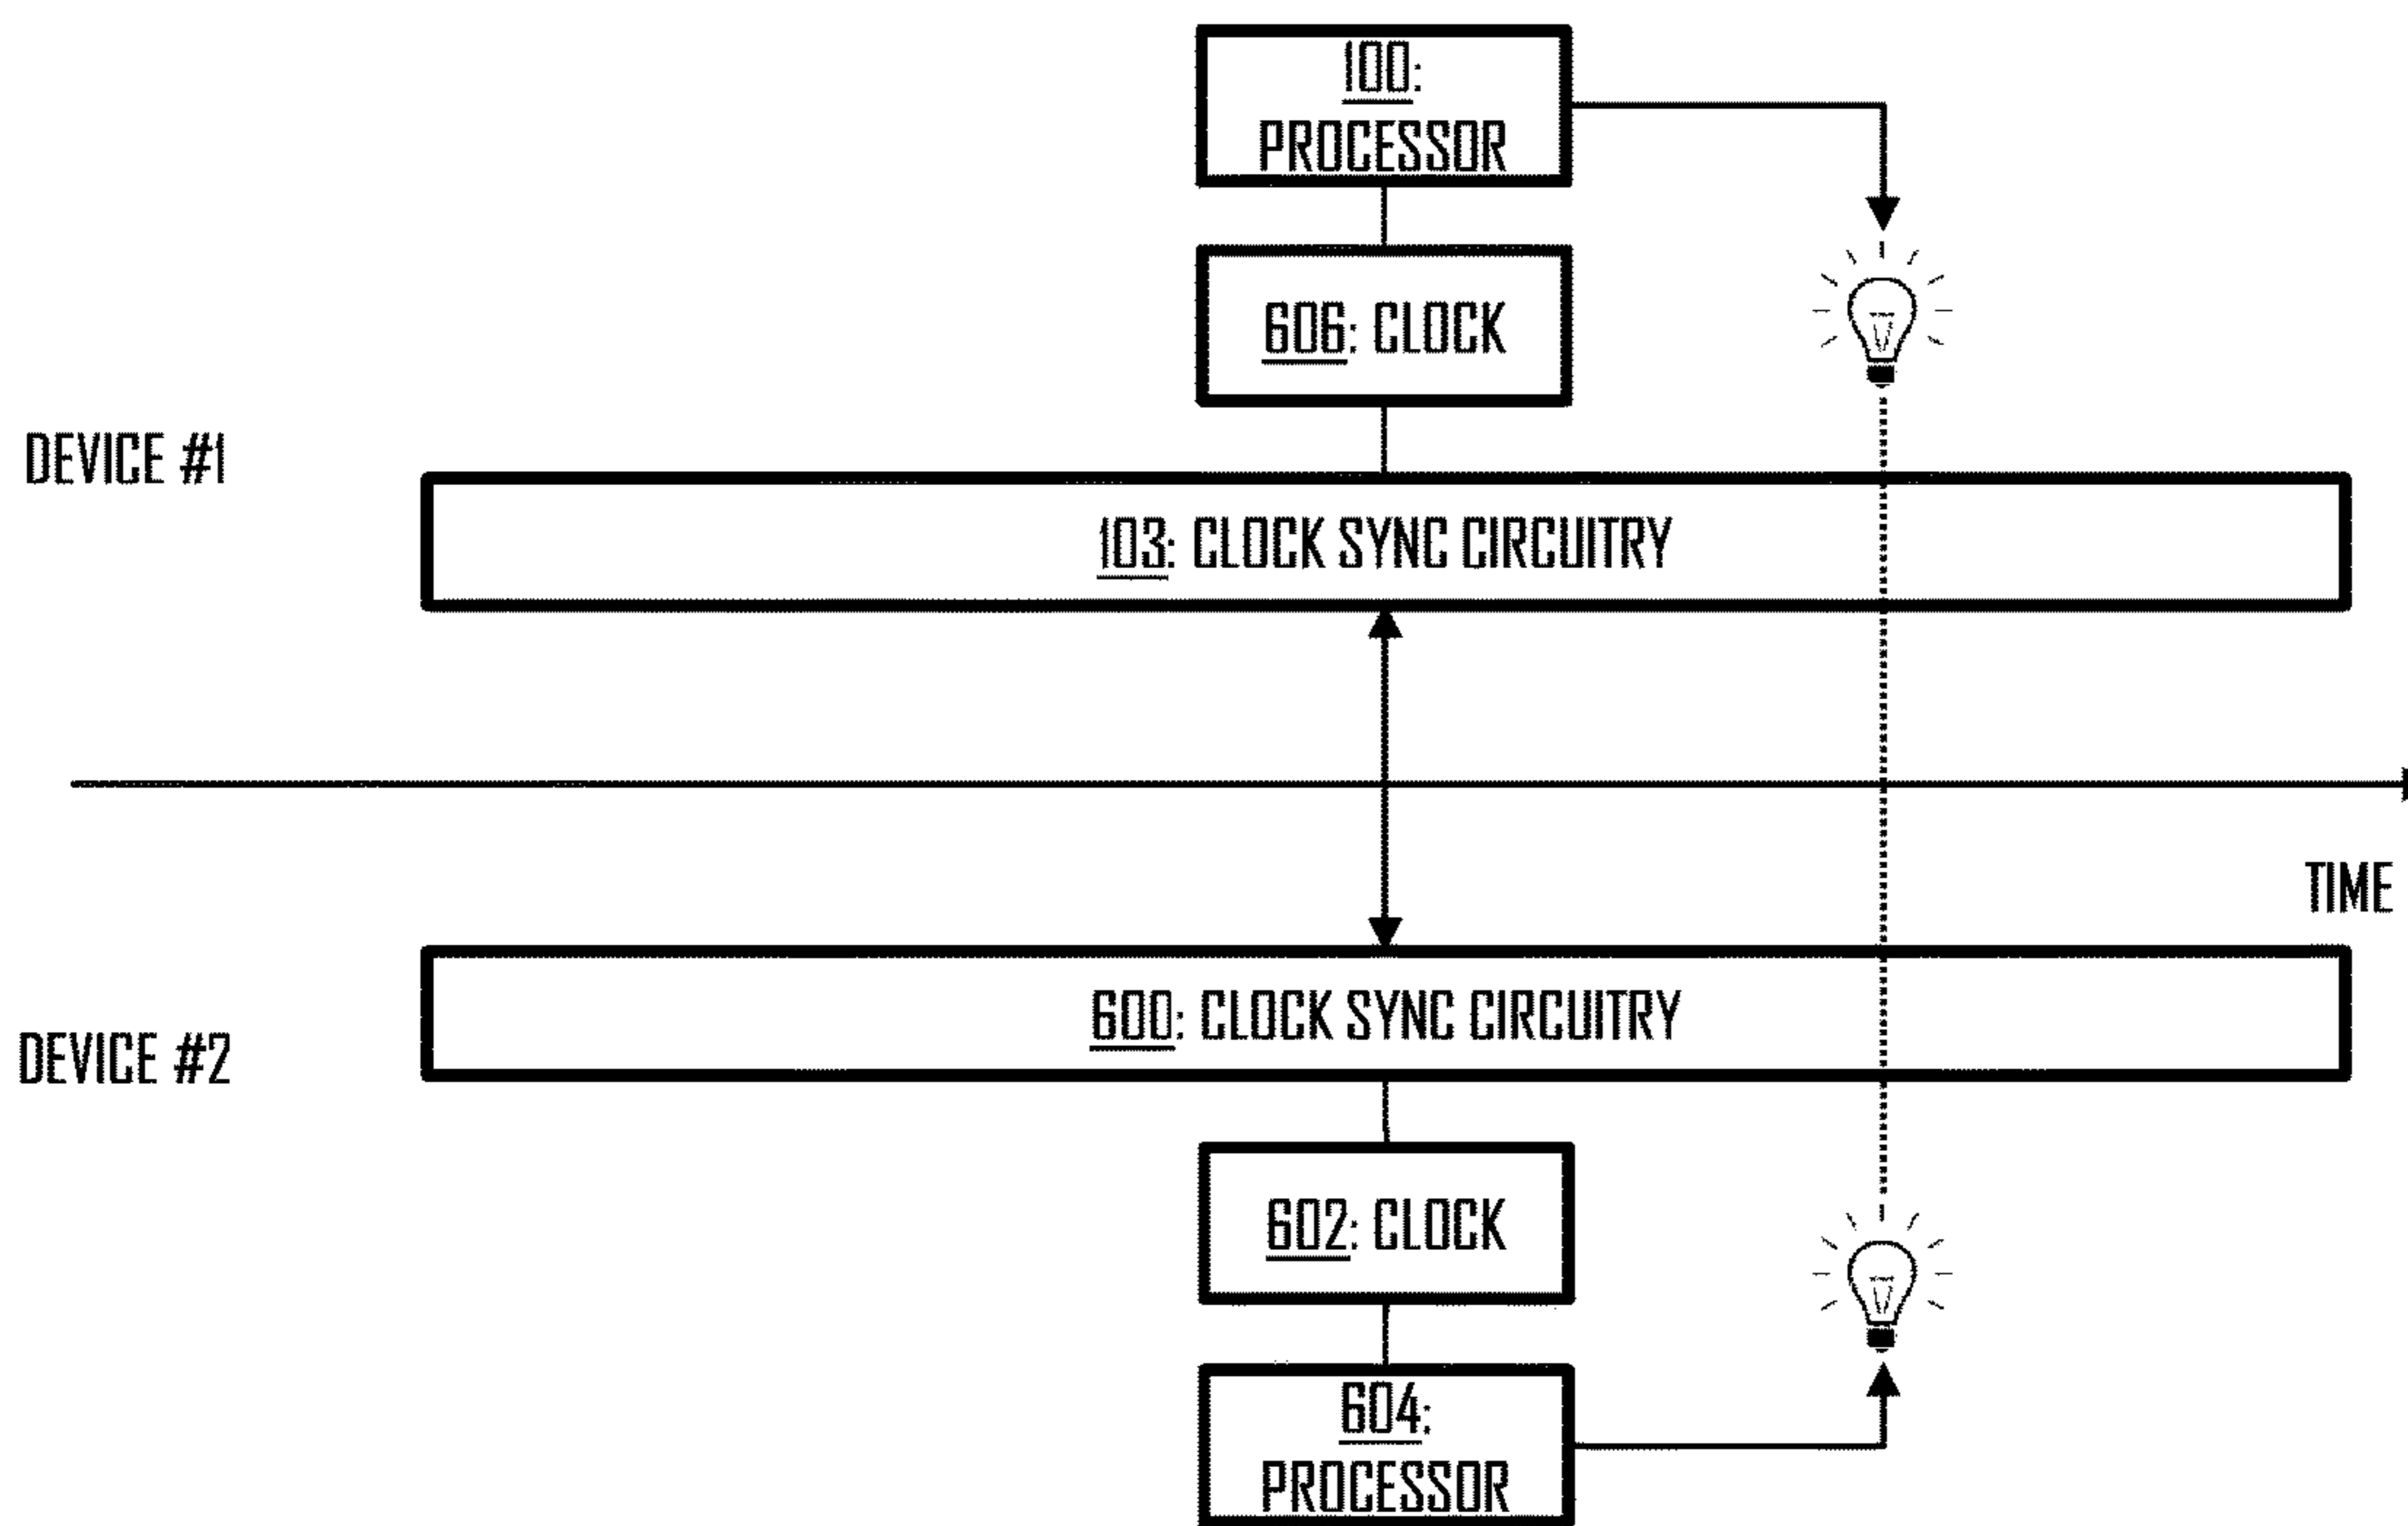 100:
PROCESSOR
606: CLOCK
DEVICE #1
103: CLOCK SYNC CIRCUITRY
TIME
600: CLOCK SYNC CIRCUITRY
DEVICE #2
602: CLOCK
604:
PROCESSOR